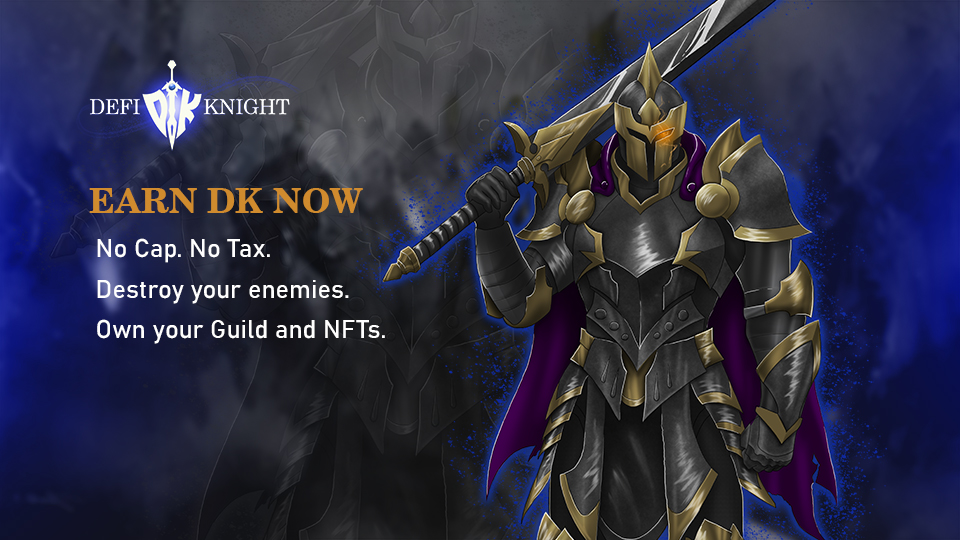 DEFI DK KNIGHT
EARN DK NOW
No Cap. No Tax.
Destroy your enemies.
Own your Guild and NFTs.